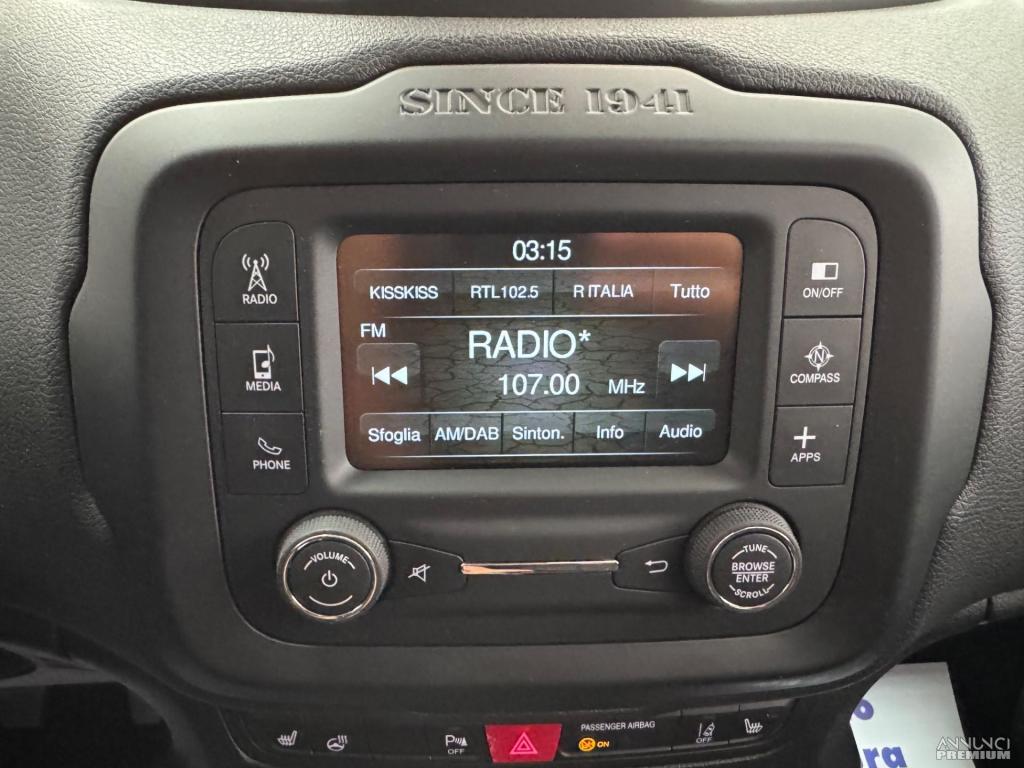 SINCE 1941
03:15
KISSKISS RTL102.5 R ITALIA Tutto
FM
RADIO*
107.00 MHz
Sfoglia AM/DAB Sinton. Info Audio
RADIO
MEDIA
PHONE
ON/OFF
N
COMPASS
APPS
VOLUME
TUNE
BROWSE
ENTER
SCROLL
OFF
PASSENGER AIRBAG
ON
OFF
ra
ANNUNCI
PREMIUM